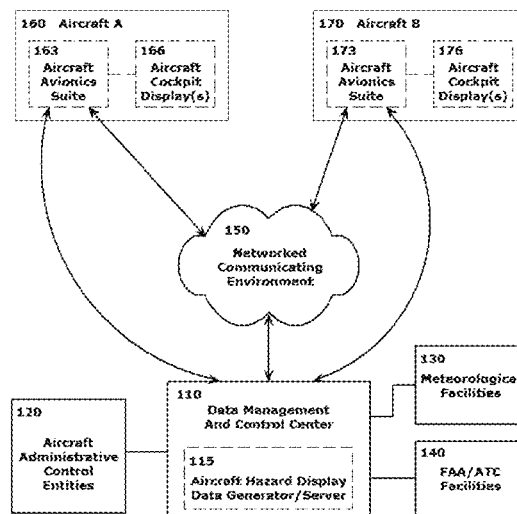 160 Aircraft A
163
Aircraft
Avionics
Suite
166
Aircraft
Cockpit
Display(s)
170 Aircraft B
173
Aircraft
Avionics
Suite
176
Aircraft
Cockpit
Display(s)
150
Networked
Communicating
Environment
110
Data Management
And Control Center
115
Aircraft Hazard Display
Data Generator/Server
120
Aircraft
Administrative
Control
Entities
130
Meteorological
Facilities
140
FAA/ATC
Facilities